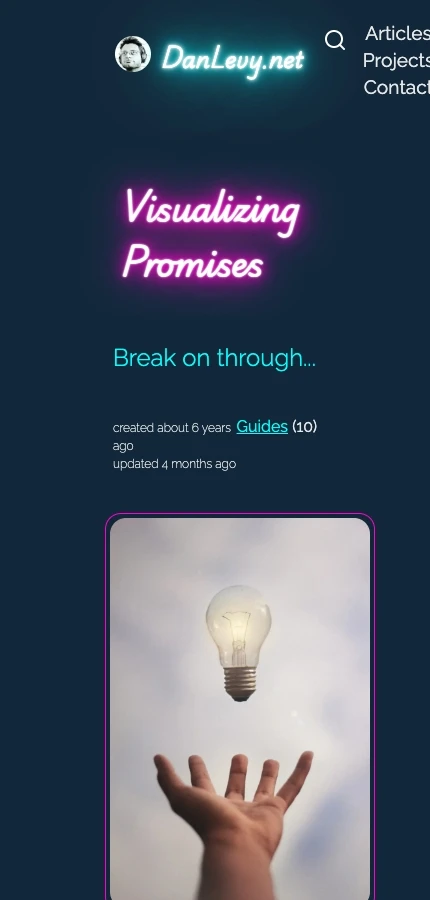 DanLevy.net
Articles
Projects
Contact
Visualizing
Promises
Break on through...
created about 6 years ago
Guides (10)
updated 4 months ago